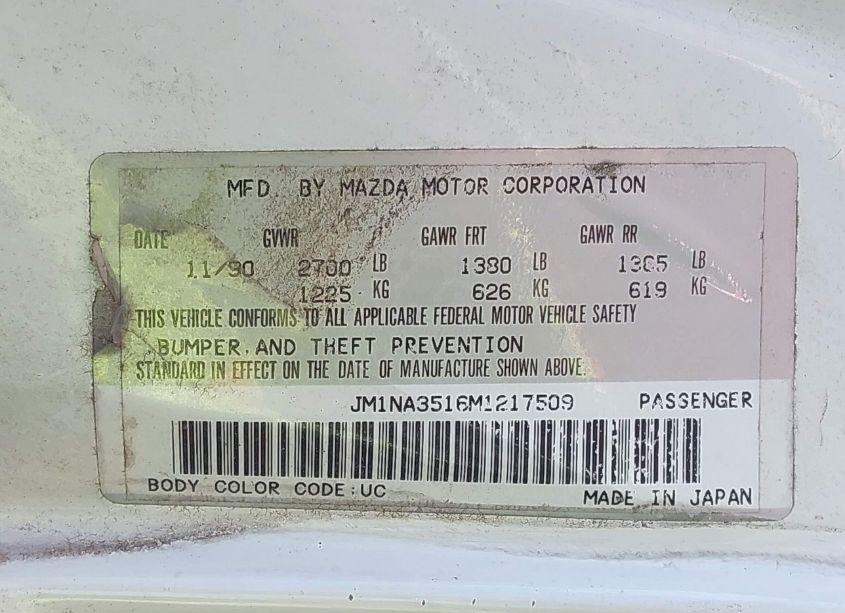 MFD. BY MAZDA MOTOR CORPORATION
DATE GVWR GAWR FRT GAWR RR
11/90 2700 LB 1380 LB 1365 LB
1225 KG 626 KG 619 KG
THIS VEHICLE CONFORMS TO ALL APPLICABLE FEDERAL MOTOR VEHICLE SAFETY
BUMPER, AND THEFT PREVENTION
STANDARD IN EFFECT ON THE DATE OF MANUFACTURE SHOWN ABOVE.
JM1NA3516M1217509 PASSENGER
BODY COLOR CODE:UC
MADE IN JAPAN